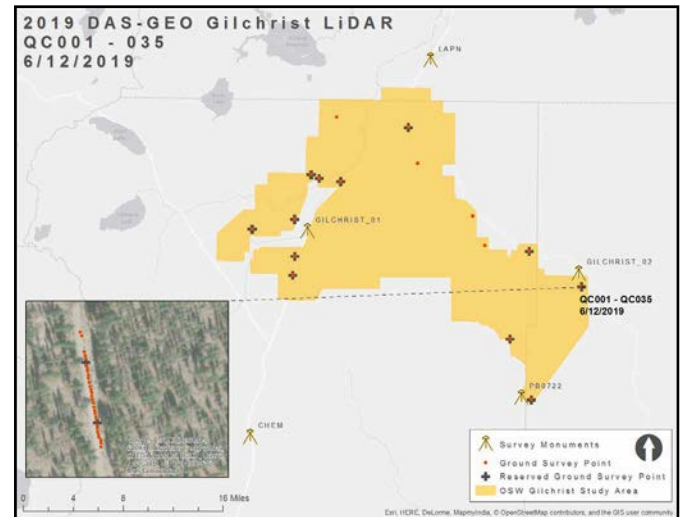 2019 DAS-GEO Gilchrist LiDAR
QC001 - 035
6/12/2019
LAPN
GILCHRIST_01
GILCHRIST_02
QC001 - QC035
6/12/2019
PB0722
CHEM
Survey Monuments
Ground Survey Point
Reserved Ground Survey Point
OSW Gilchrist Study Area
0 4 8 16 Miles
Esri, HERE, DeLorme, MapmyIndia, © OpenStreetMap contributors, and the GIS user community